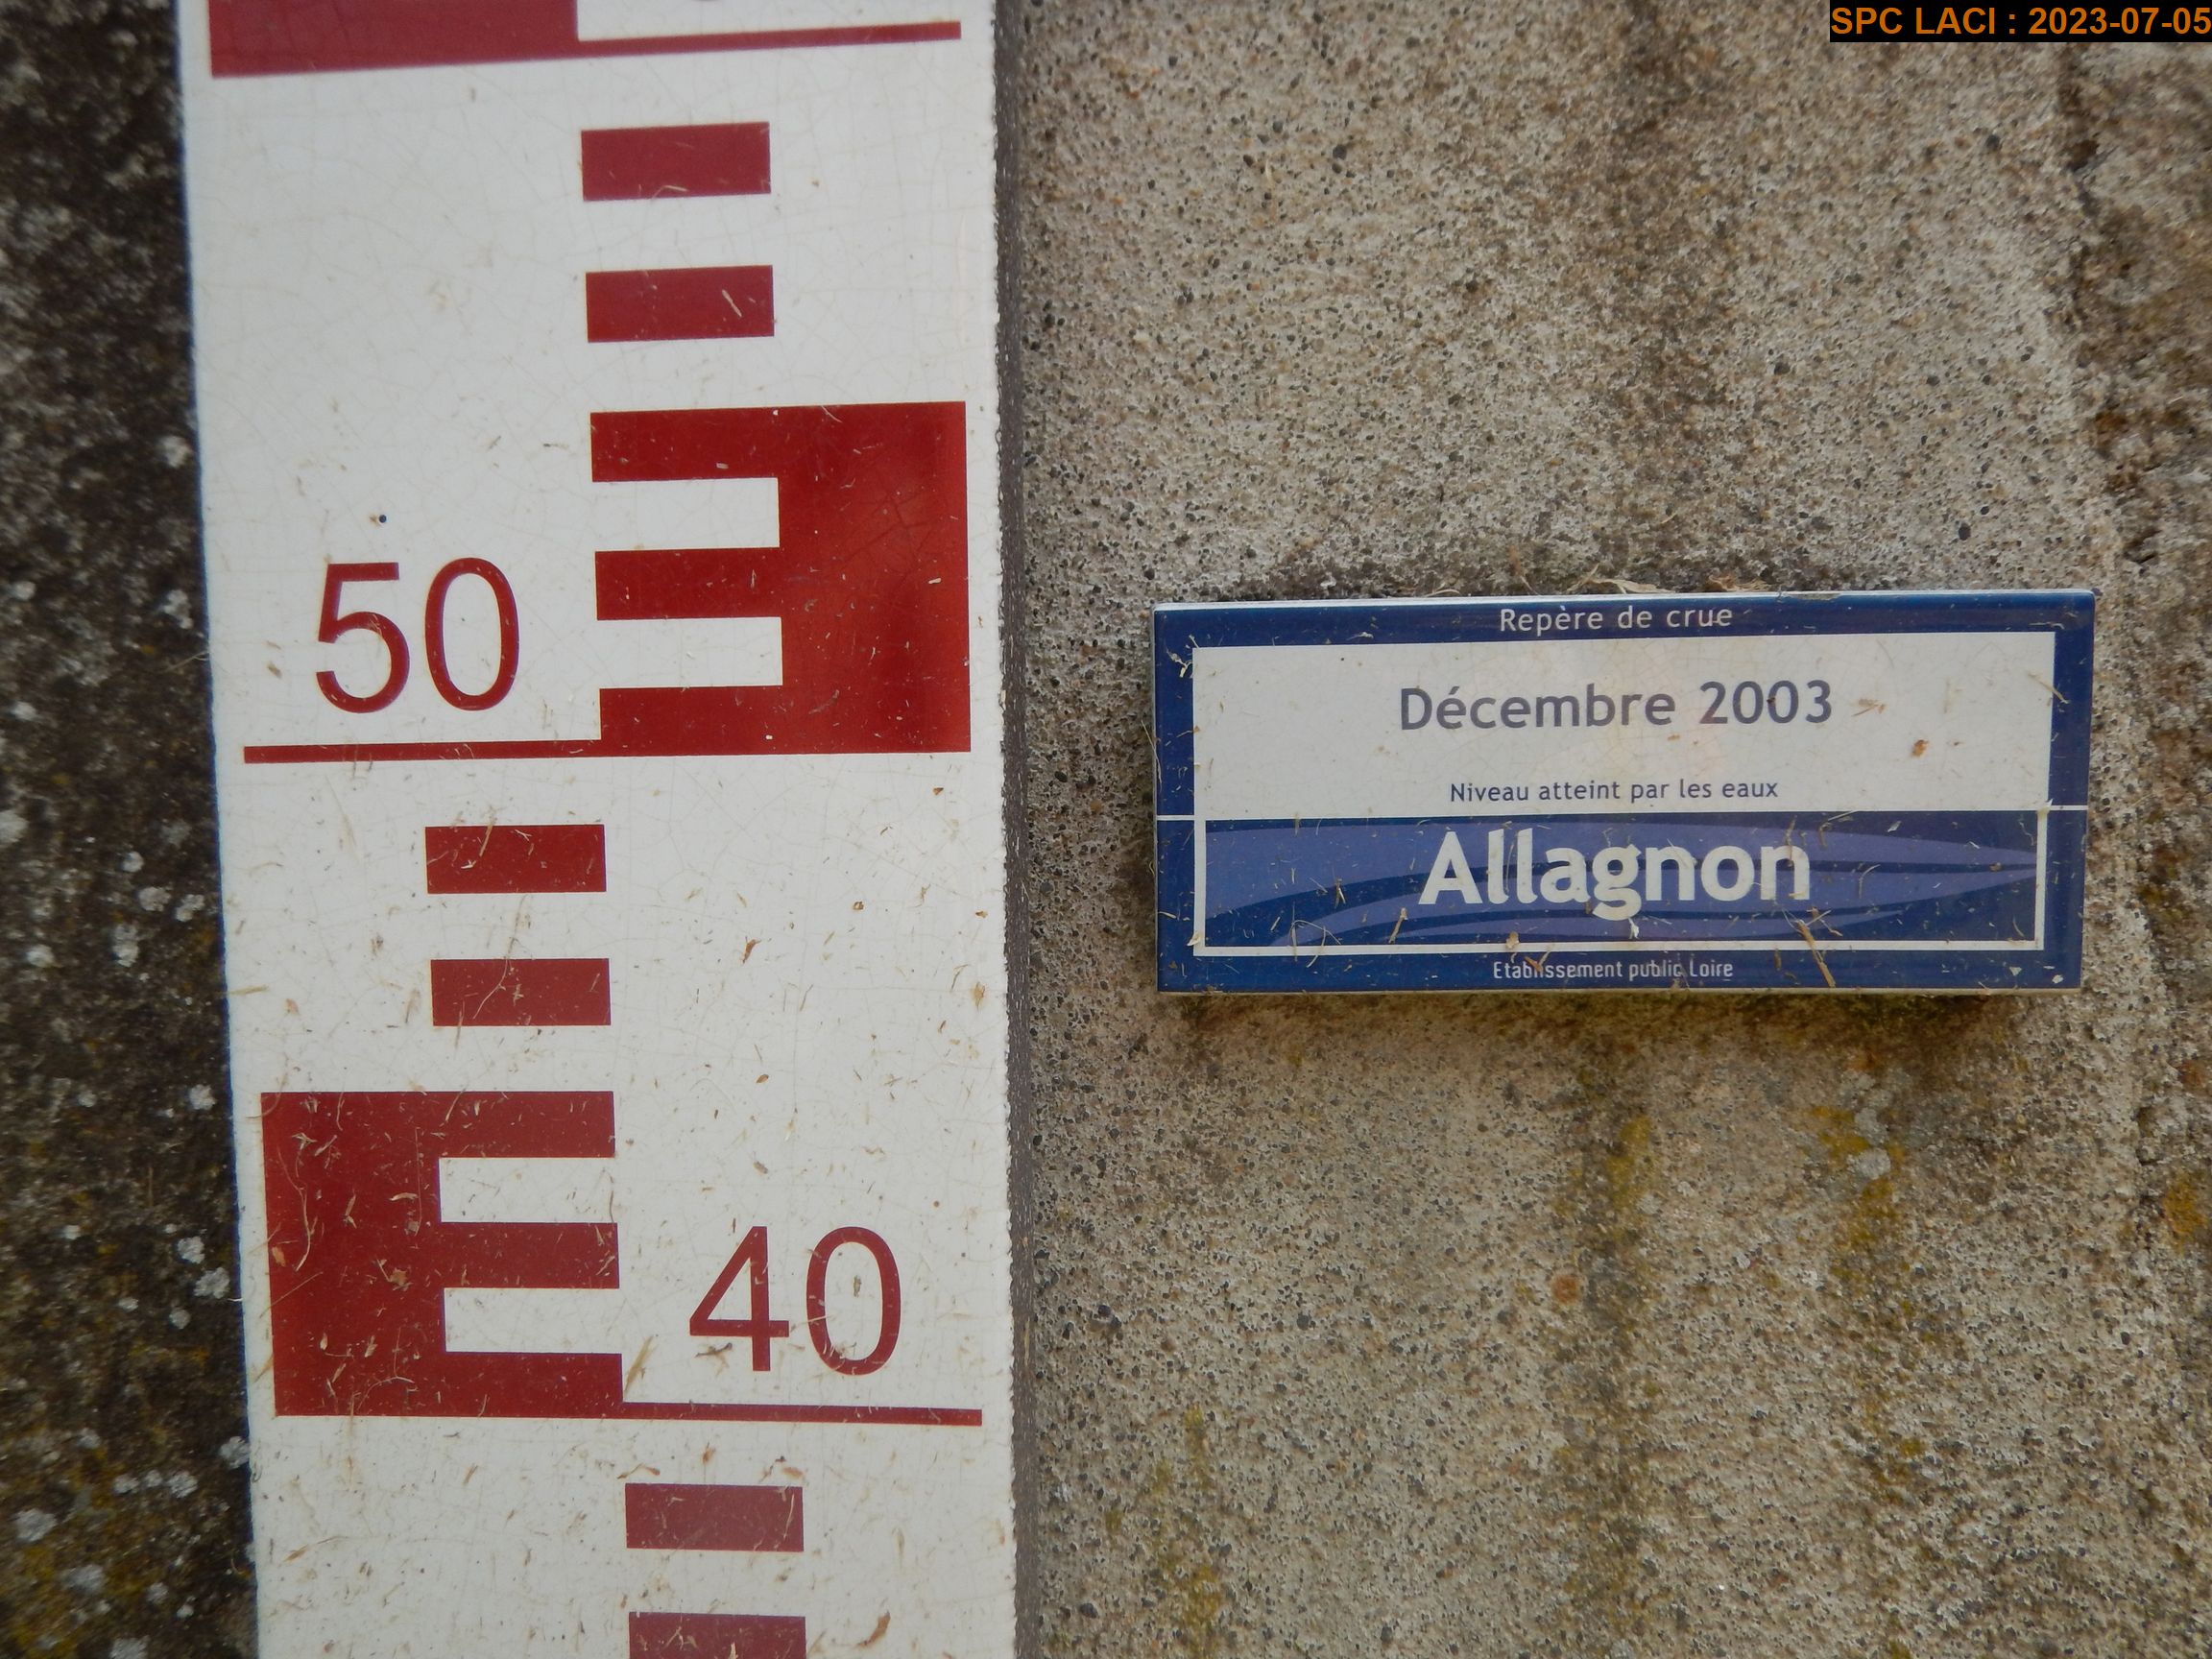 SPC LACI : 2023-07-05
50
40
Repère de crue
Décembre 2003
Niveau atteint par les eaux
Allagnon
Etablissement public Loire